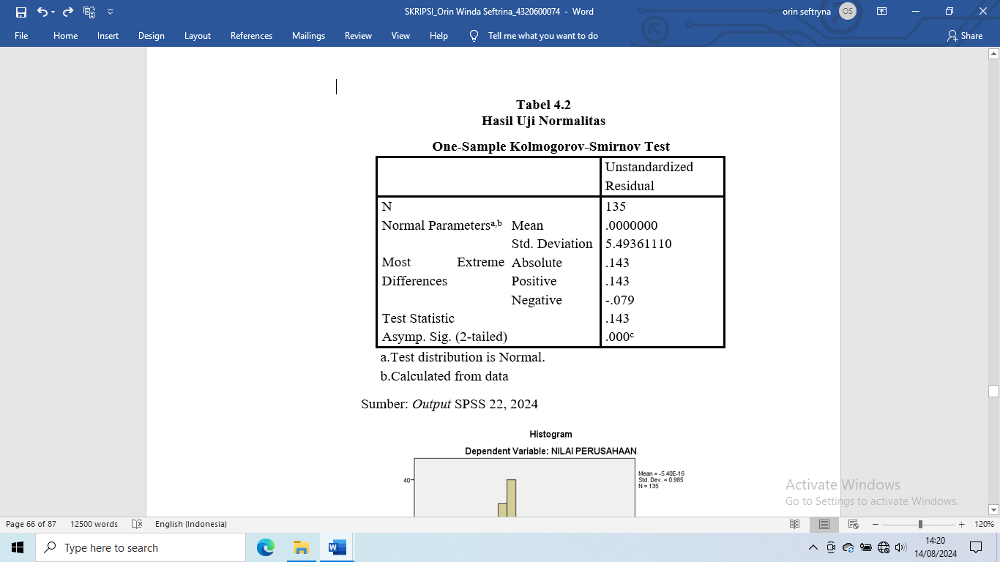 SKRIPSI_Orin Winda Seftrina_4320600074 - Word
orin seftryna OS
File Home Insert Design Layout References Mailings Review View Help Tell me what you want to do Share
Tabel 4.2
Hasil Uji Normalitas
One-Sample Kolmogorov-Smirnov Test
Unstandardized
Residual
N 135
Normal Parametersa,b Mean .0000000
Std. Deviation 5.49361110
Most Extreme Absolute .143
Differences Positive .143
Negative -.079
Test Statistic .143
Asymp. Sig. (2-tailed) .000c
a.Test distribution is Normal.
b.Calculated from data
Sumber: Output SPSS 22, 2024
Histogram
Dependent Variable: NILAI PERUSAHAAN
Mean = -5.40E-16
Std. Dev. = 0.985
N = 135
40
Activate Windows
Go to Settings to activate Windows.
Page 66 of 87 12500 words English (Indonesia) 120%
Type here to search
14:20
14/08/2024